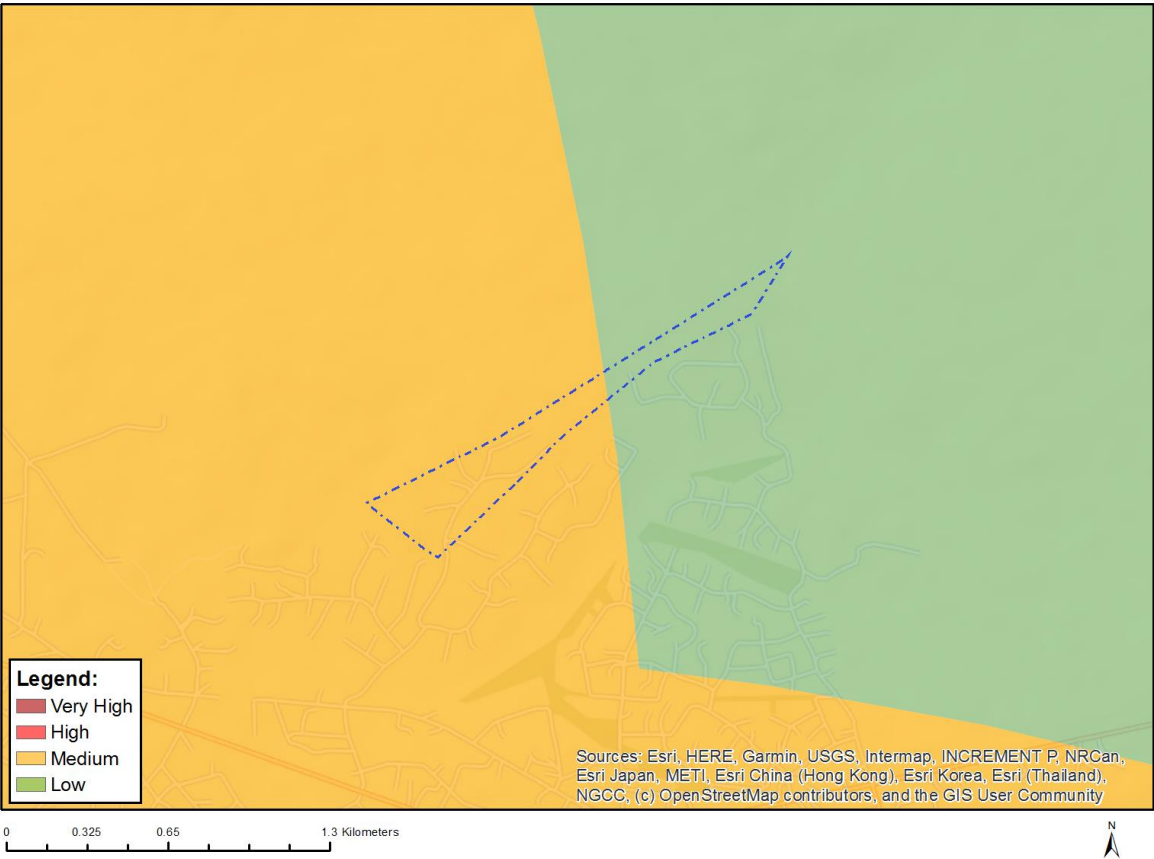 Legend:
Very High
High
Medium
Low
Sources: Esri, HERE, Garmin, USGS, Intermap, INCREMENT P, NRCan,
Esri Japan, METI, Esri China (Hong Kong), Esri Korea, Esri (Thailand),
NGCC, (c) OpenStreetMap contributors, and the GIS User Community
0 0.325 0.65 1.3 Kilometers
N